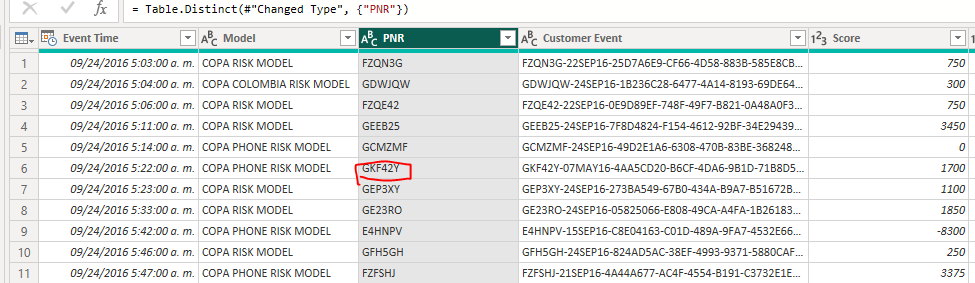 = Table.Distinct(#"Changed Type", {"PNR"})
Event Time ABC Model ABC PNR ABC Customer Event 123 Score
1 09/24/2016 5:03:00 a. m. COPA RISK MODEL FZQN3G FZQN3G-22SEP16-25D7A6E9-CF66-4D58-883B-585E8CB... 750
2 09/24/2016 5:04:00 a. m. COPA COLOMBIA RISK MODEL GDWJQW GDWJQW-24SEP16-1B236C28-6477-4A14-8193-69DE64... 300
3 09/24/2016 5:06:00 a. m. COPA RISK MODEL FZQE42 FZQE42-22SEP16-0E9D89EF-748F-49F7-B821-0A48A0F3... 750
4 09/24/2016 5:11:00 a. m. COPA RISK MODEL GEEB25 GEEB25-24SEP16-7F8D4824-F154-4612-92BF-34E29439... 3450
5 09/24/2016 5:14:00 a. m. COPA PHONE RISK MODEL GCMZMF GCMZMF-24SEP16-49D2E1A6-6308-470B-83BE-368248... 0
6 09/24/2016 5:22:00 a. m. COPA PHONE RISK MODEL GKF42Y GKF42Y-07MAY16-4AA5CD20-B6CF-4DA6-9B1D-71B8D5... 1700
7 09/24/2016 5:23:00 a. m. COPA RISK MODEL GEP3XY GEP3XY-24SEP16-273BA549-67B0-434A-B9A7-B51672B... 1100
8 09/24/2016 5:33:00 a. m. COPA RISK MODEL GE23RO GE23RO-24SEP16-05825066-E808-49CA-A4FA-1B26183... 1850
9 09/24/2016 5:42:00 a. m. COPA PHONE RISK MODEL E4HNPV E4HNPV-15SEP16-C8E04163-C01D-489A-9FA7-4532E66... -8300
10 09/24/2016 5:46:00 a. m. COPA RISK MODEL GFH5GH GFH5GH-24SEP16-824AD5AC-38EF-4993-9371-5880CAF... 250
11 09/24/2016 5:47:00 a. m. COPA PHONE RISK MODEL FZFSHJ FZFSHJ-21SEP16-4A44A677-AC4F-4554-B191-C3732E1E... 3375